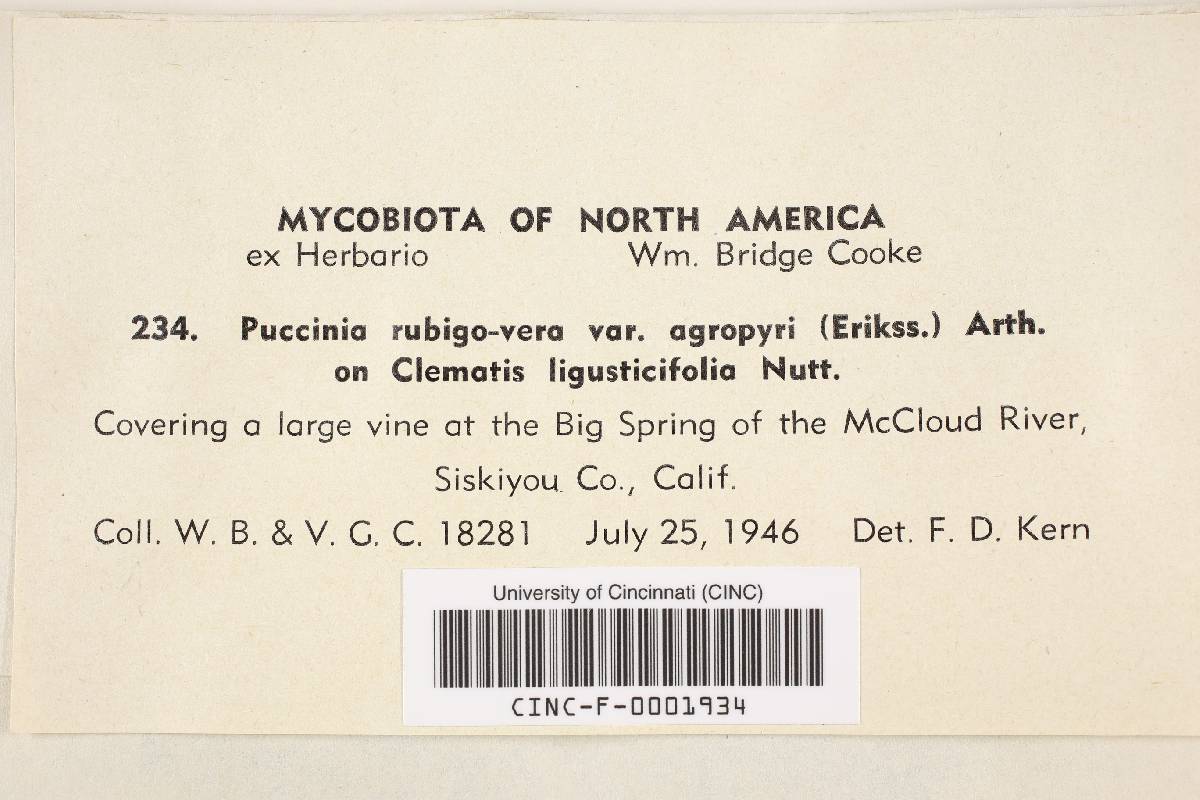 MYCOBIOTA OF NORTH AMERICA
ex Herbario Wm. Bridge Cooke
234. Puccinia rubigo-vera var. agropyri (Erikss.) Arth.
on Clematis ligusticifolia Nutt.
Covering a large vine at the Big Spring of the McCloud River,
Siskiyou Co., Calif.
Coll. W. B. & V. G. C. 18281 July 25, 1946 Det. F. D. Kern
University of Cincinnati (CINC)
CINC-F-0001934